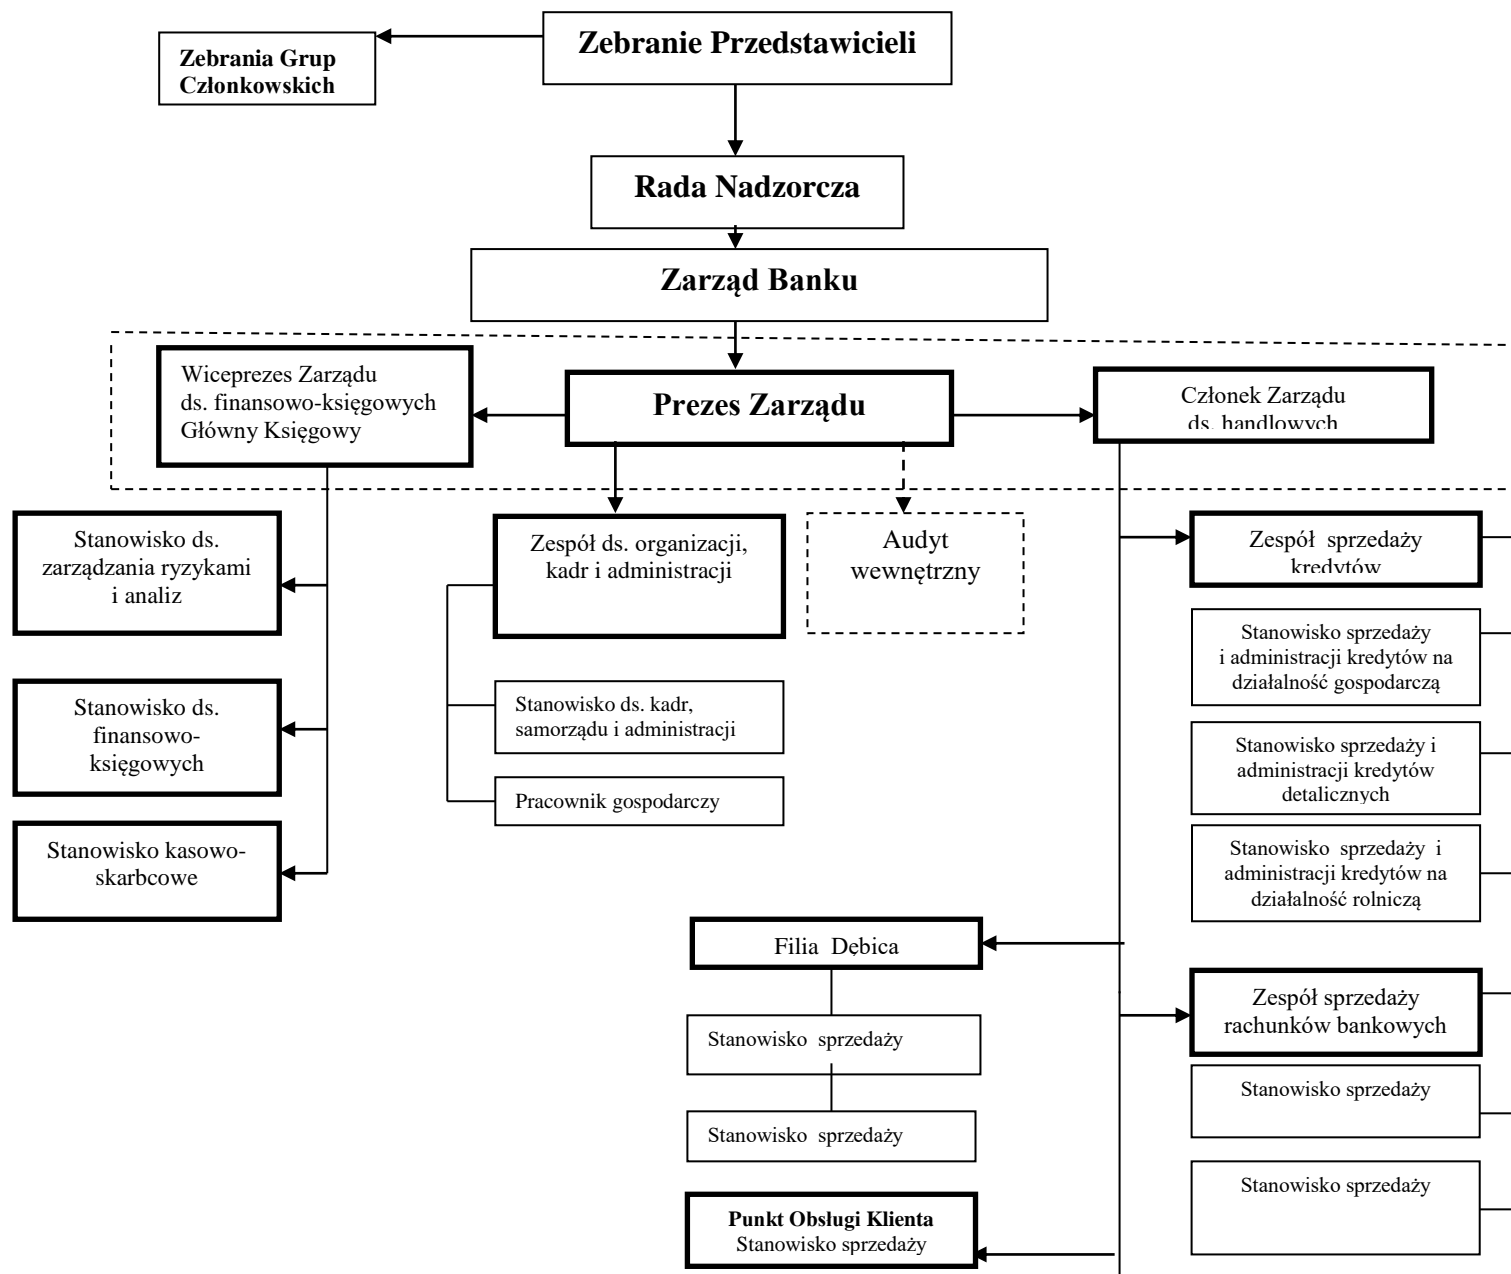 Zebranie Przedstawicieli
Zebrania Grup
Członkowskich
Rada Nadzorcza
Zarząd Banku
Wiceprezes Zarządu
ds. finansowo-księgowych
Główny Księgowy
Prezes Zarządu
Członek Zarządu
ds. handlowych
Stanowisko ds.
zarządzania ryzykami
i analiz
Zespół ds. organizacji,
kadr i administracji
Audyt
wewnętrzny
Zespół sprzedaży
kredytów
Stanowisko sprzedaży
i administracji kredytów na
działalność gospodarczą
Stanowisko ds.
finansowo-
księgowych
Stanowisko ds. kadr,
samorządu i administracji
Stanowisko sprzedaży i
administracji kredytów
detalicznych
Pracownik gospodarczy
Stanowisko kasowo-
skarbcowe
Stanowisko sprzedaży i
administracji kredytów na
działalność rolniczą
Filia Dębica
Zespół sprzedaży
rachunków bankowych
Stanowisko sprzedaży
Stanowisko sprzedaży
Stanowisko sprzedaży
Stanowisko sprzedaży
Punkt Obsługi Klienta
Stanowisko sprzedaży